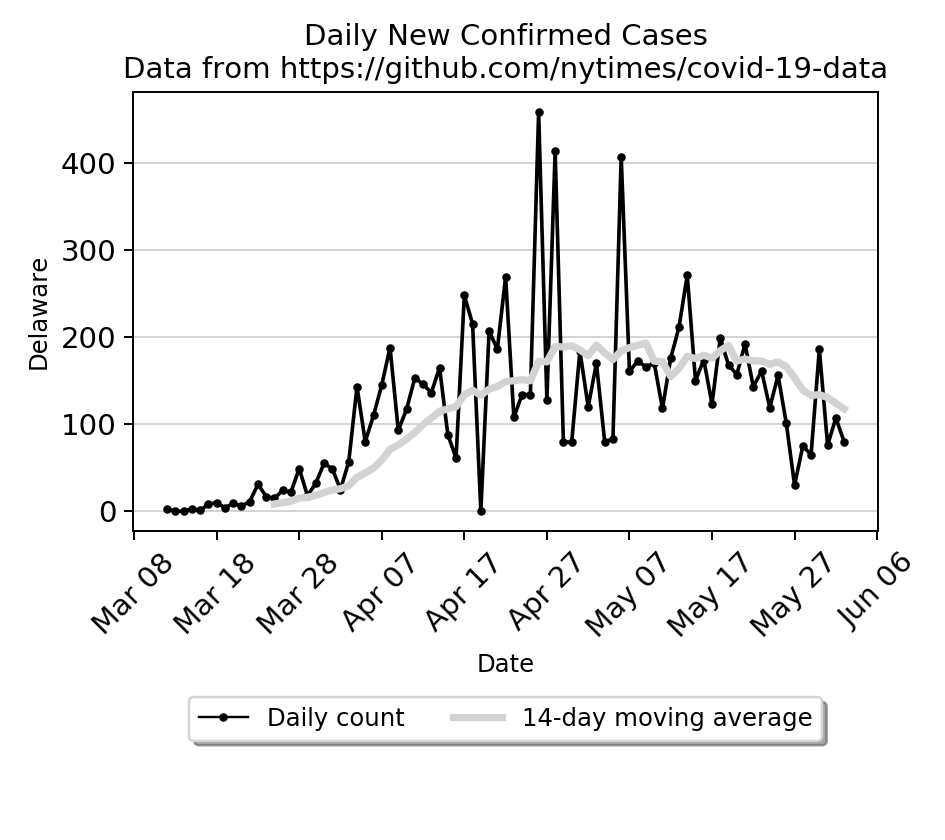 Daily New Confirmed Cases
Data from https://github.com/nytimes/covid-19-data
400
300
200
100
0
Delaware
Mar 08
Mar 18
Mar 28
Apr 07
Apr 17
Apr 27
May 07
May 17
May 27
Jun 06
Date
Daily count
14-day moving average